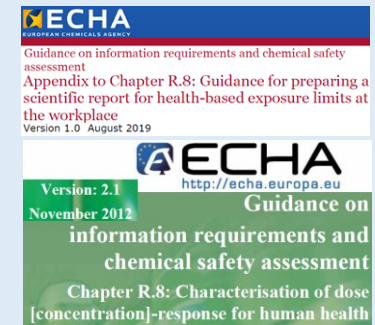 ECHA
EUROPEAN CHEMICALS AGENCY
Guidance on information requirements and chemical safety
assessment
Appendix to Chapter R.8: Guidance for preparing a
scientific report for health-based exposure limits at
the workplace
Version 1.0 August 2019
ECHA
http://echa.europa.eu
Version: 2.1
November 2012
Guidance on
information requirements and
chemical safety assessment
Chapter R.8: Characterisation of dose
[concentration]-response for human health